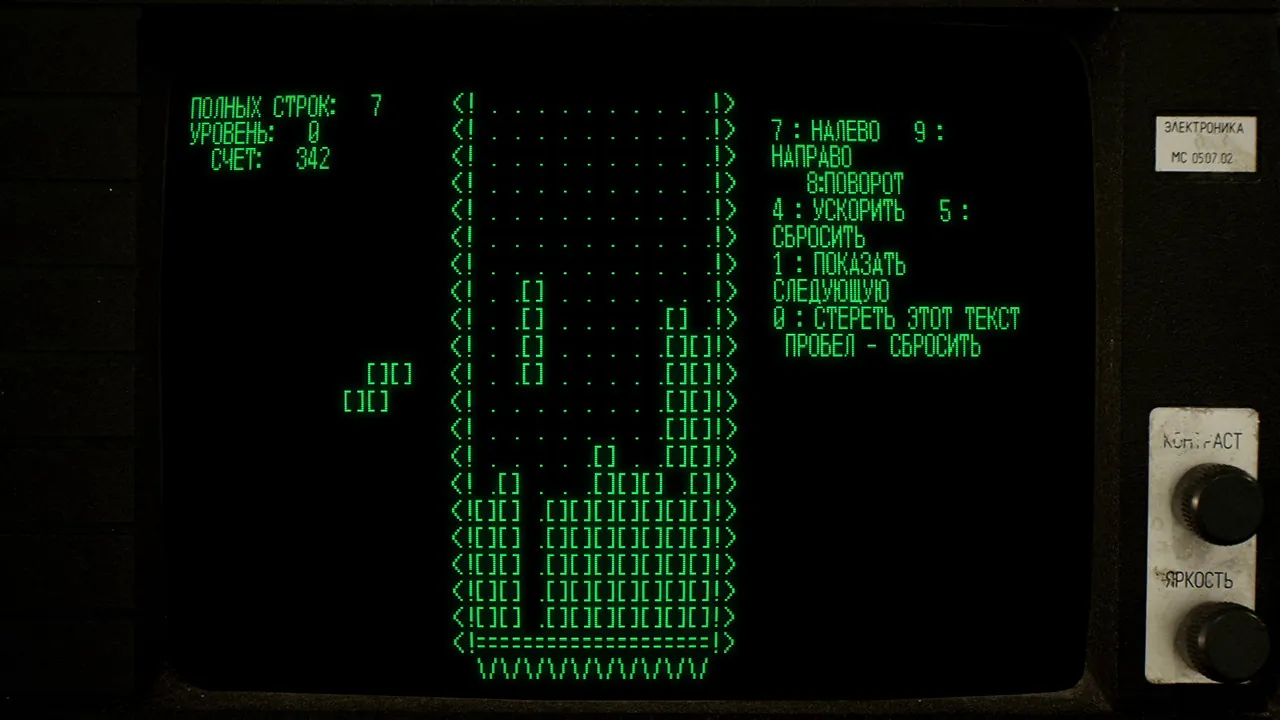 ПОЛНЫХ СТРОК: 7
УРОВЕНЬ: 0
СЧЕТ: 342
7 : НАЛЕВО 9 :
НАПРАВО
8:ПОВОРОТ
4 : УСКОРИТЬ 5 :
СБРОСИТЬ
1 : ПОКАЗАТЬ
СЛЕДУЮЩУЮ
0 : СТЕРЕТЬ ЭТОТ ТЕКСТ
ПРОБЕЛ - СБРОСИТЬ
ЭЛЕКТРОНИКА
МС 0507.02
КОНТРАСТ
ЯРКОСТЬ